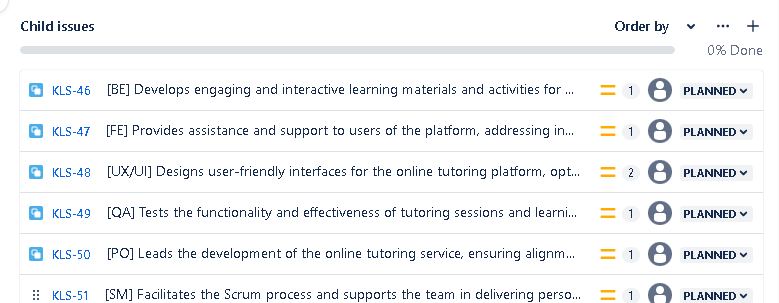 Child issues Order by
0% Done
KLS-46 [BE] Develops engaging and interactive learning materials and activities for ... 1 PLANNED
KLS-47 [FE] Provides assistance and support to users of the platform, addressing in... 1 PLANNED
KLS-48 [UX/UI] Designs user-friendly interfaces for the online tutoring platform, opt... 2 PLANNED
KLS-49 [QA] Tests the functionality and effectiveness of tutoring sessions and learni... 1 PLANNED
KLS-50 [PO] Leads the development of the online tutoring service, ensuring alignm... 1 PLANNED
KLS-51 [SM] Facilitates the Scrum process and supports the team in delivering perso... 1 PLANNED